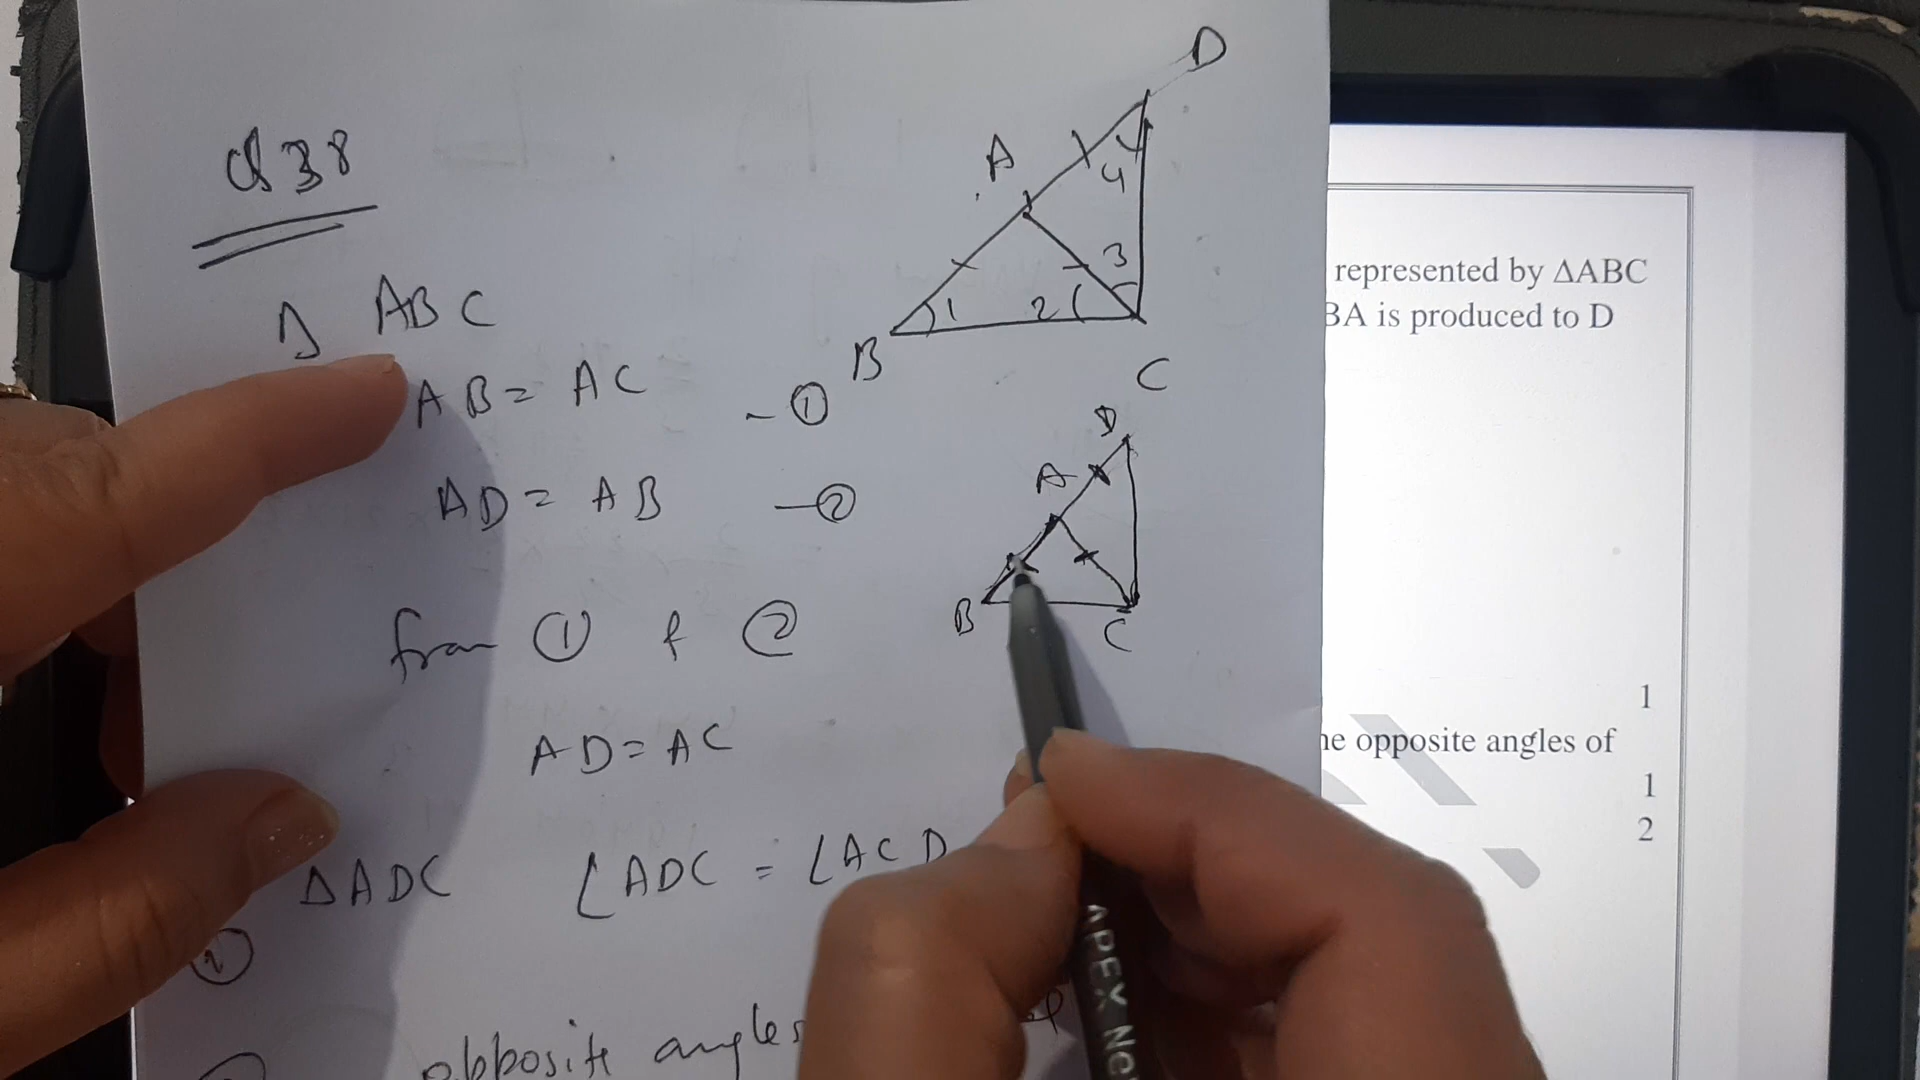 Q38
D
A
4
3
1
2
B
C
Δ ABC
AB = AC - ①
AD = AB - ②
D
A
B
C
from ① & ②
AD = AC
ΔADC ∠ADC = ∠ACD
opposite angles
represented by ΔABC
BA is produced to D
1
opposite angles of
1
2
APEX